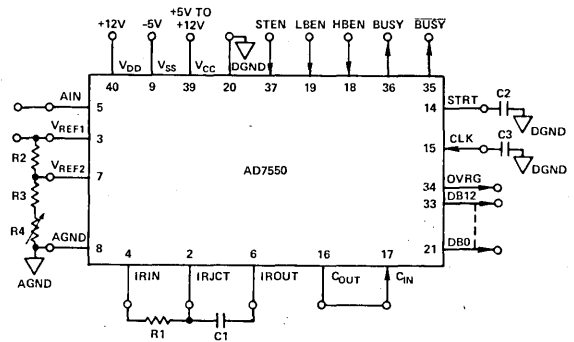 +5V TO
+12V -5V +12V STEN LBEN HBEN BUSY BUSY
VDD VSS VCC DGND
40 9 39 20 37 19 18 36 35
AIN 5
VREF1 3
R2
VREF2 7
R3
R4
AGND 8
AGND
AD7550
14 STRT C2
DGND
15 CLK C3
DGND
34 OVRG
33 DB12
21 DB0
4 2 6 16 17
IRIN IRJCT IROUT COUT CIN
R1 C1